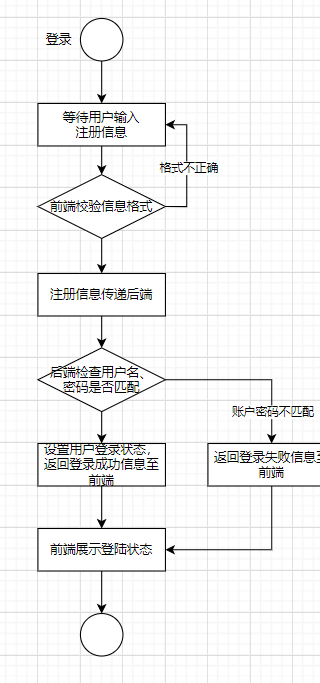 登录
等待用户输入
注册信息
格式不正确
前端校验信息格式
注册信息传递后端
后端检查用户名、
密码是否匹配
账户密码不匹配
设置用户登录状态，
返回登录成功信息至
前端
返回登录失败信息至
前端
前端展示登陆状态